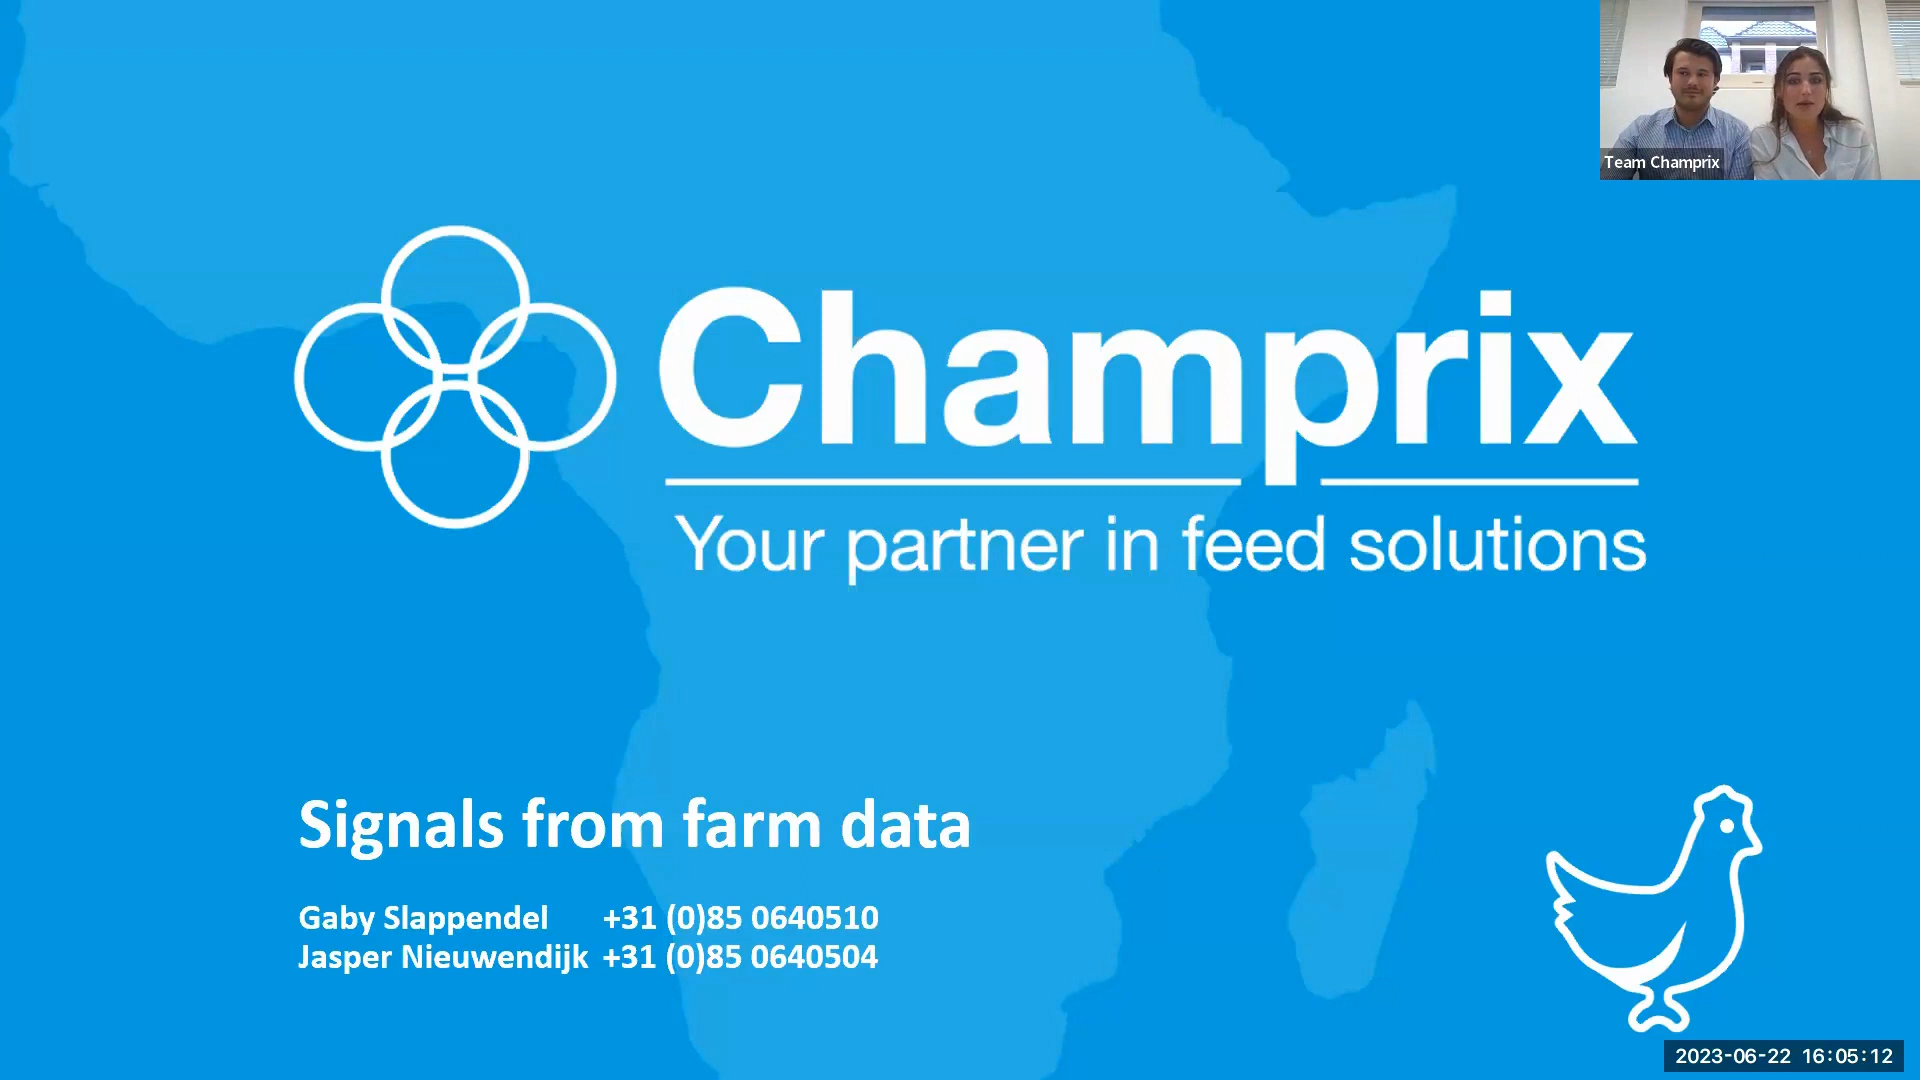 Team Champrix
Champrix
Your partner in feed solutions
Signals from farm data
Gaby Slappendel +31 (0)85 0640510
Jasper Nieuwendijk +31 (0)85 0640504
2023-06-22 16:05:12